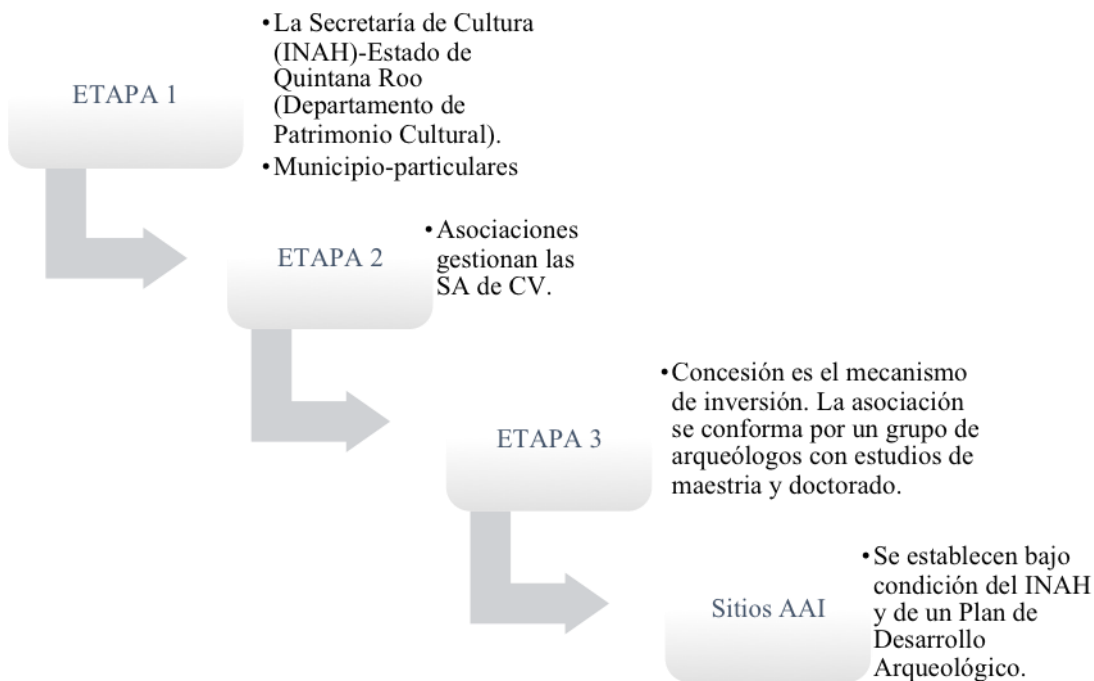 ETAPA 1
•La Secretaría de Cultura
(INAH)-Estado de
Quintana Roo
(Departamento de
Patrimonio Cultural).
•Municipio-particulares
ETAPA 2
•Asociaciones
gestionan las
SA de CV.
ETAPA 3
•Concesión es el mecanismo
de inversión. La asociación
se conforma por un grupo de
arqueólogos con estudios de
maestria y doctorado.
Sitios AAI
•Se establecen bajo
condición del INAH
y de un Plan de
Desarrollo
Arqueológico.